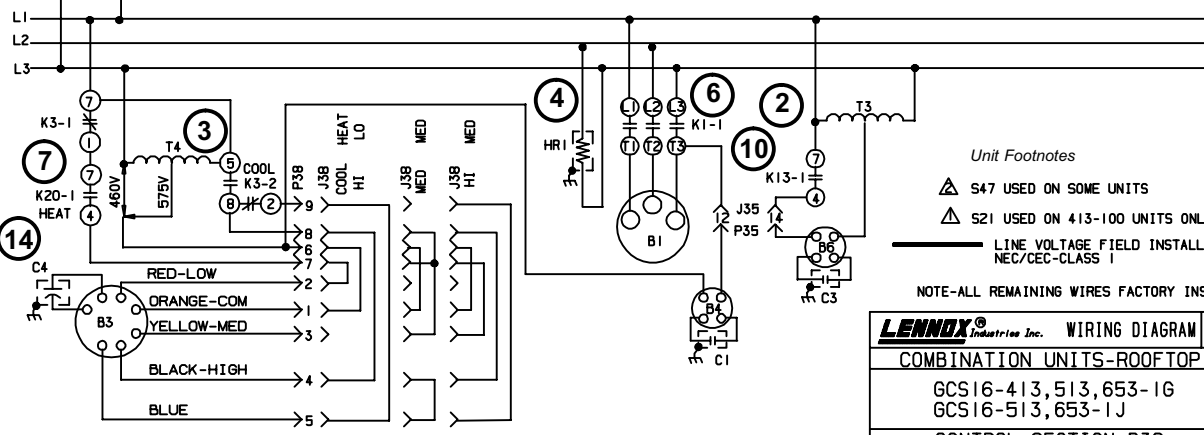 L1
L2
L3
7
K3-1
1
7
7
K20-1
HEAT
4
14
460V
575V
T4
3
5
COOL
K3-2
8
2
P38
J38
COOL
HEAT
HI
LO
J38
MED
MED
J38
HI
MED
9
8
6
7
2
1
3
4
5
C4
B3
RED-LOW
ORANGE-COM
YELLOW-MED
BLACK-HIGH
BLUE
4
HR1
L1
L2
L3
6
K1-1
T1
T2
T3
B1
10
12
J35
P35
14
B4
C1
2
T3
7
K13-1
4
B6
C3
Unit Footnotes
2 S47 USED ON SOME UNITS
1 S21 USED ON 413-100 UNITS ONL
LINE VOLTAGE FIELD INSTALL
NEC/CEC-CLASS I
NOTE-ALL REMAINING WIRES FACTORY INS
LENNOX® Industries Inc. WIRING DIAGRAM
COMBINATION UNITS-ROOFTOP
GCS16-413,513,653-1G
GCS16-513,653-1J